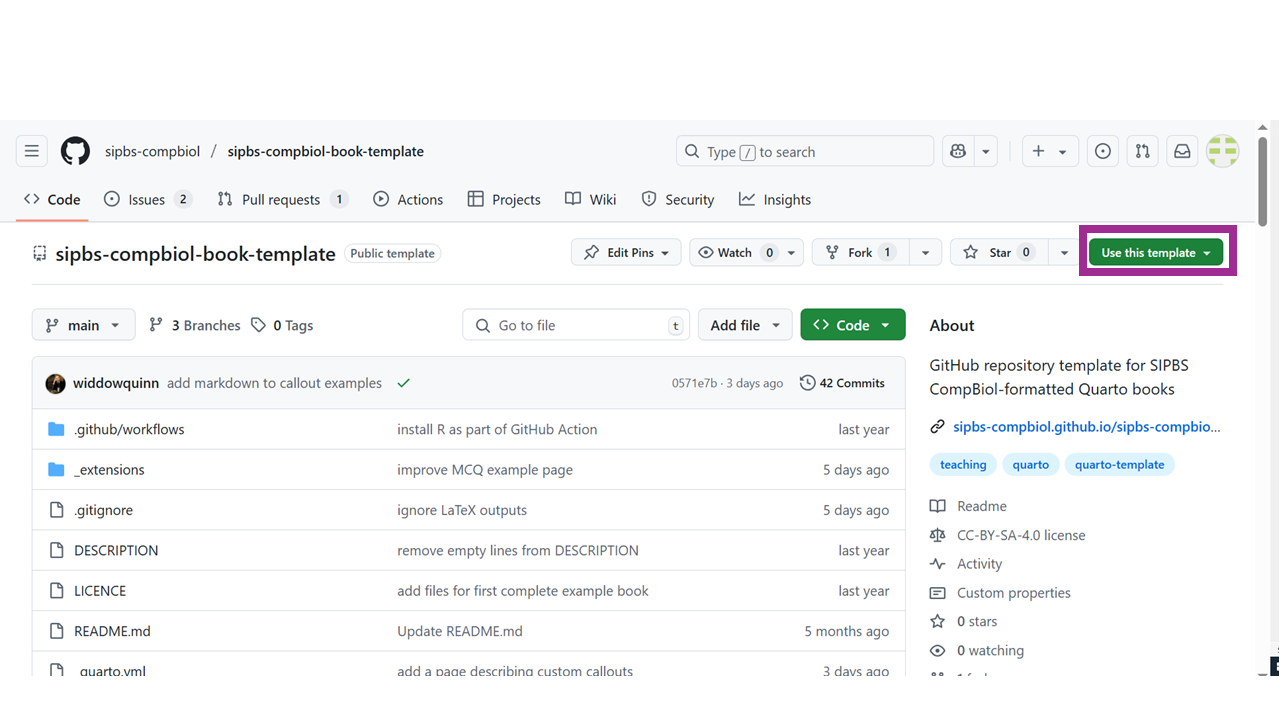 sipbs-compbiol / sipbs-compbiol-book-template
Type / to search
Code Issues 2 Pull requests 1 Actions Projects Wiki Security Insights
sipbs-compbiol-book-template Public template
Edit Pins Watch 0 Fork 1 Star 0 Use this template
main 3 Branches 0 Tags Go to file t Add file Code
widdowquinn add markdown to callout examples 0571e7b · 3 days ago 42 Commits
.github/workflows install R as part of GitHub Action last year
_extensions improve MCQ example page 5 days ago
.gitignore ignore LaTeX outputs 5 days ago
DESCRIPTION remove empty lines from DESCRIPTION last year
LICENCE add files for first complete example book last year
README.md Update README.md 5 months ago
_quarto.yml add a page describing custom callouts 3 days ago
About
GitHub repository template for SIPBS
CompBiol-formatted Quarto books
sipbs-compbiol.github.io/sipbs-compbio...
teaching quarto quarto-template
Readme
CC-BY-SA-4.0 license
Activity
Custom properties
0 stars
0 watching